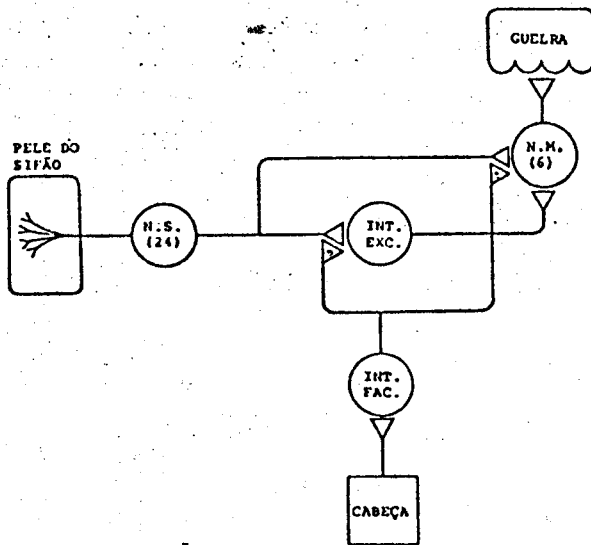 GUELRA
PELE DO
SIFÃO
N.M.
(6)
N.S.
(24)
INT.
EXC.
INT.
FAC.
CABEÇA